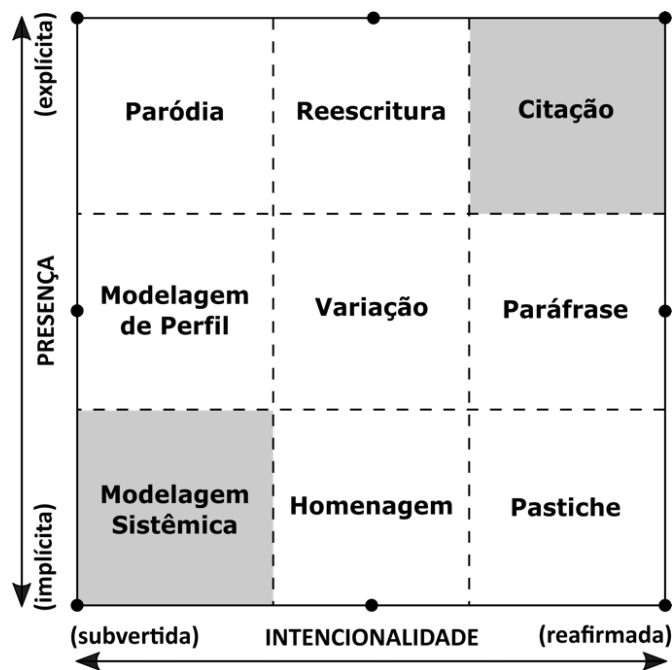 (explícita)
PRESENÇA
(implícita)
Paródia
Reescritura
Citação
Modelagem
de Perfil
Variação
Paráfrase
Modelagem
Sistêmica
Homenagem
Pastiche
(subvertida)
INTENCIONALIDADE
(reafirmada)